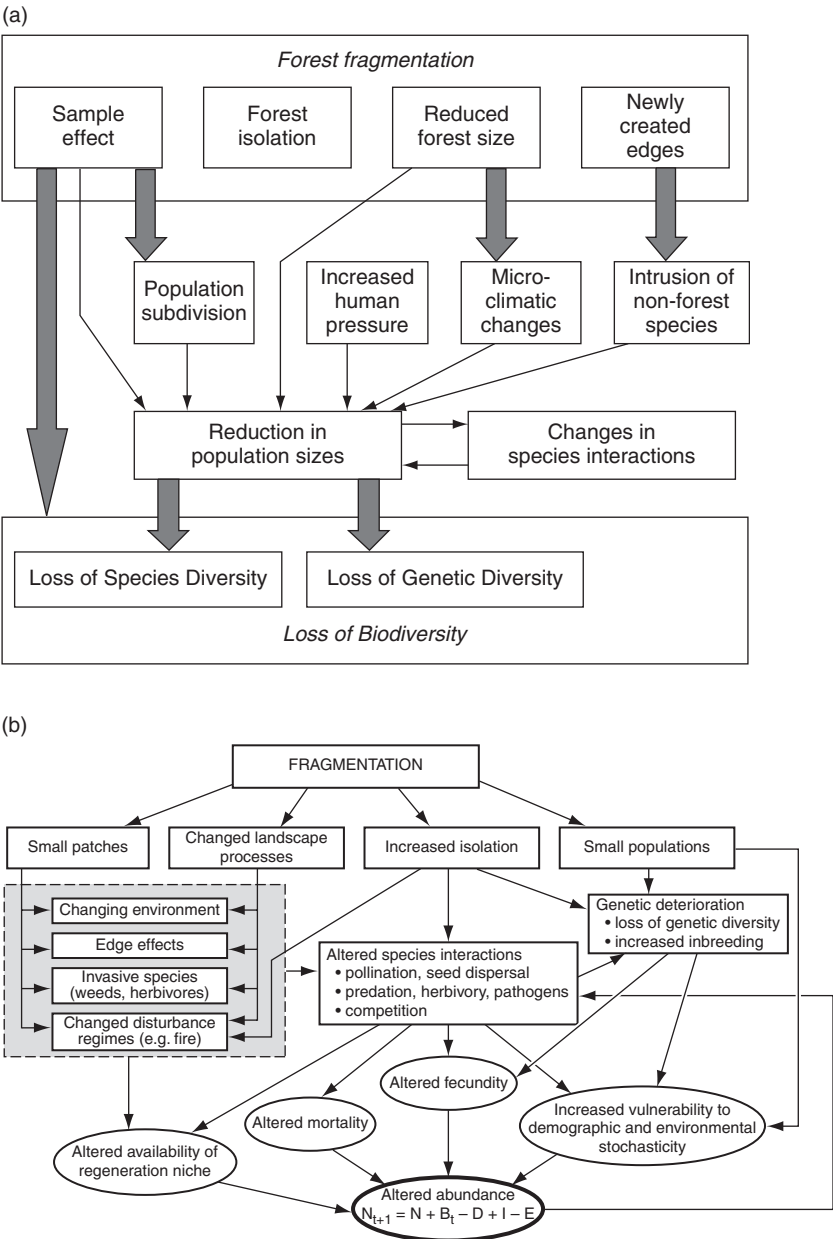 (a)
Forest fragmentation
Sample
effect
Forest
isolation
Reduced
forest size
Newly
created
edges
Population
subdivision
Increased
human
pressure
Micro-
climatic
changes
Intrusion of
non-forest
species
Reduction in
population sizes
Changes in
species interactions
Loss of Species Diversity
Loss of Genetic Diversity
Loss of Biodiversity
(b)
FRAGMENTATION
Small patches
Changed landscape
processes
Increased isolation
Small populations
Changing environment
Edge effects
Invasive species
(weeds, herbivores)
Changed disturbance
regimes (e.g. fire)
Genetic deterioration
• loss of genetic diversity
• increased inbreeding
Altered species interactions
• pollination, seed dispersal
• predation, herbivory, pathogens
• competition
Altered fecundity
Altered mortality
Increased vulnerability to
demographic and environmental
stochasticity
Altered availability of
regeneration niche
Altered abundance
N_{t+1} = N + B_t – D + I – E